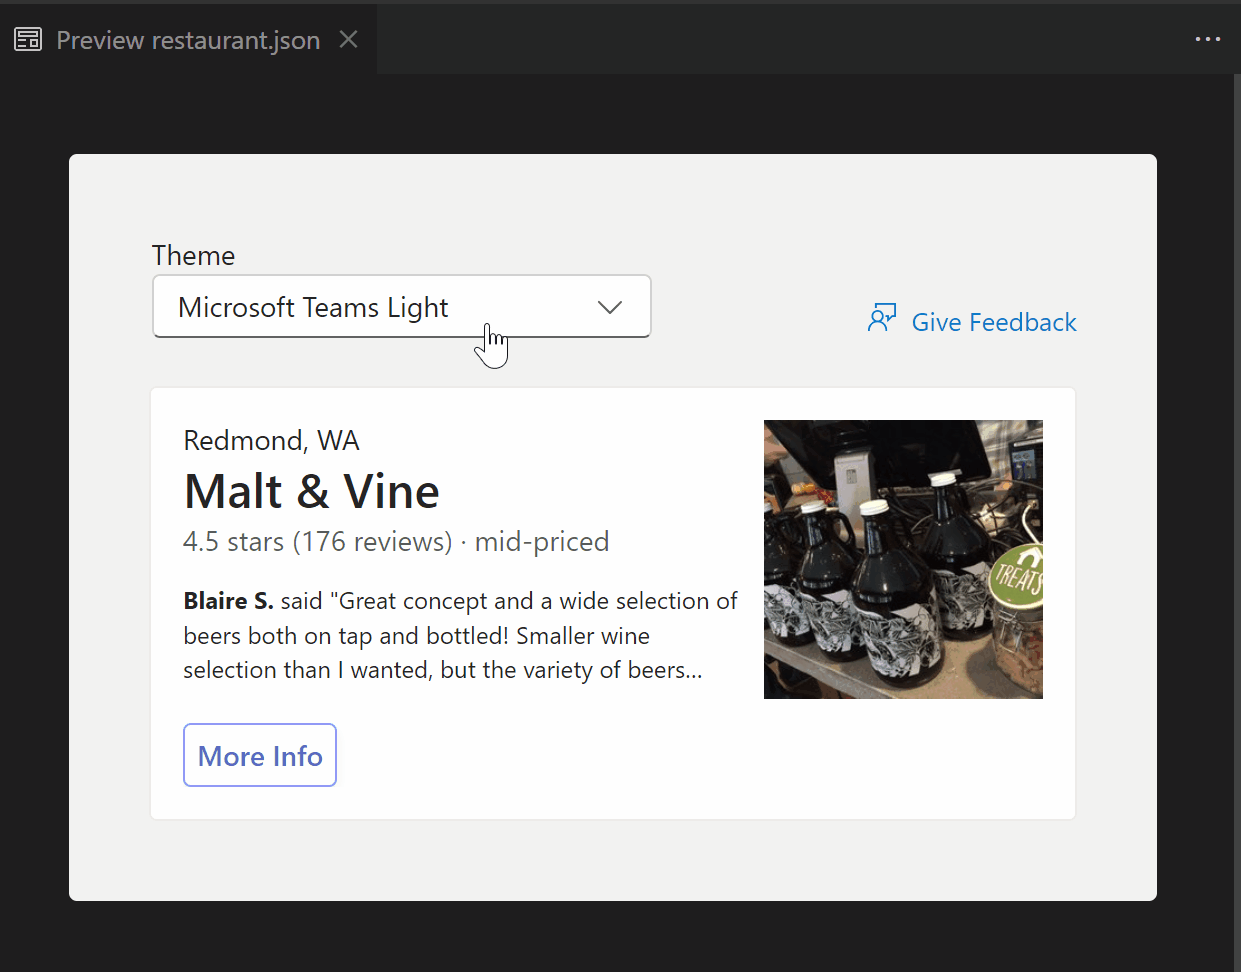 Preview restaurant.json
Theme
Microsoft Teams Light
Give Feedback
Redmond, WA
Malt & Vine
4.5 stars (176 reviews) · mid-priced
Blaire S. said "Great concept and a wide selection of
beers both on tap and bottled! Smaller wine
selection than I wanted, but the variety of beers...
TREATS
More Info